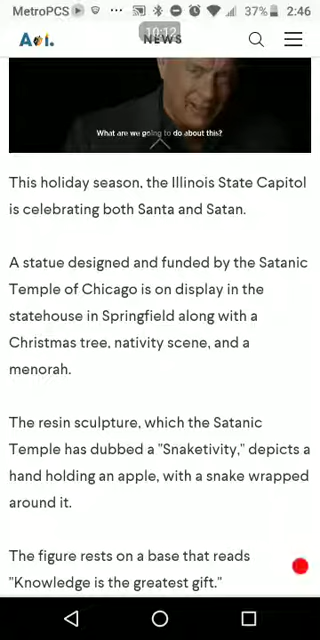 MetroPCS 37% 2:46
Aol. NEWS
10:12
What are we going to do about this?
This holiday season, the Illinois State Capitol
is celebrating both Santa and Satan.
A statue designed and funded by the Satanic
Temple of Chicago is on display in the
statehouse in Springfield along with a
Christmas tree, nativity scene, and a
menorah.
The resin sculpture, which the Satanic
Temple has dubbed a "Snaketivity," depicts a
hand holding an apple, with a snake wrapped
around it.
The figure rests on a base that reads
"Knowledge is the greatest gift."